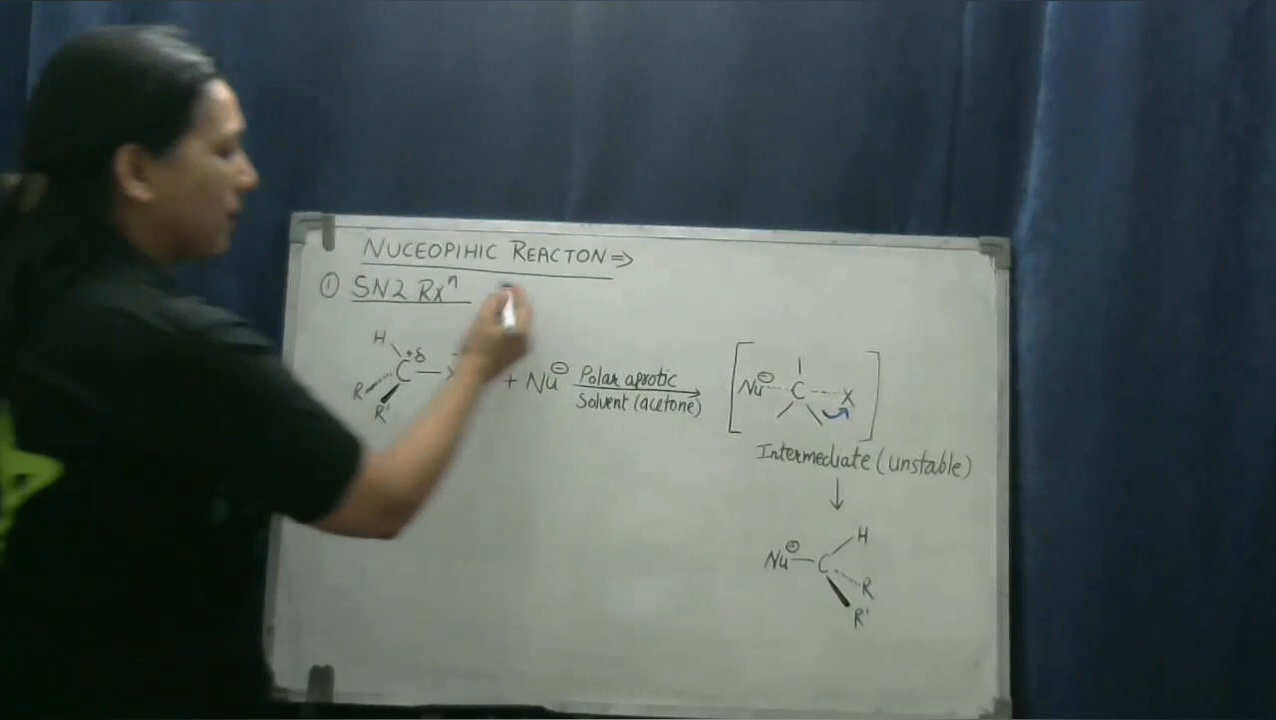 NUCEOPIHIC REACTON ⇒
① SN2 Rxⁿ
H
+δ
C
R
R'
+ Nu⊖
Polar aprotic
Solvent (acetone)
Nu⊖ C X
Intermediate (unstable)
↓
H
Nu⊖ — C
R
R'